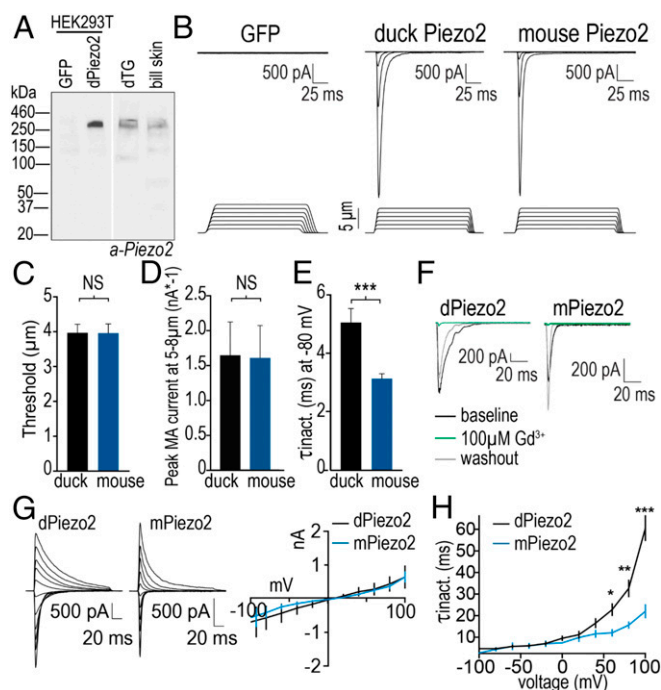 A
HEK293T
GFP
dPiezo2
dTG
bill skin
kDa
460
250
150
100
50
37
20
a-Piezo2
B
GFP
duck Piezo2
mouse Piezo2
500 pA
25 ms
500 pA
25 ms
500 pA
25 ms
5 µm
C
NS
Threshold (µm)
5
4
3
2
1
0
duck mouse
D
NS
Peak MA current at 5-8µm (nA*-1)
2.5
2.0
1.5
1.0
0.5
0
duck mouse
E
***
τinact. (ms) at -80 mV
6
4
2
0
duck mouse
F
dPiezo2
mPiezo2
200 pA
20 ms
200 pA
20 ms
baseline
100µM Gd³⁺
washout
G
dPiezo2
mPiezo2
500 pA
20 ms
500 pA
20 ms
nA
2
1
mV
-100
100
-1
-2
dPiezo2
mPiezo2
H
dPiezo2
mPiezo2
τinact. (ms)
60
50
40
30
20
10
0
* ** ***
-100 -50 0 50 100
voltage (mV)